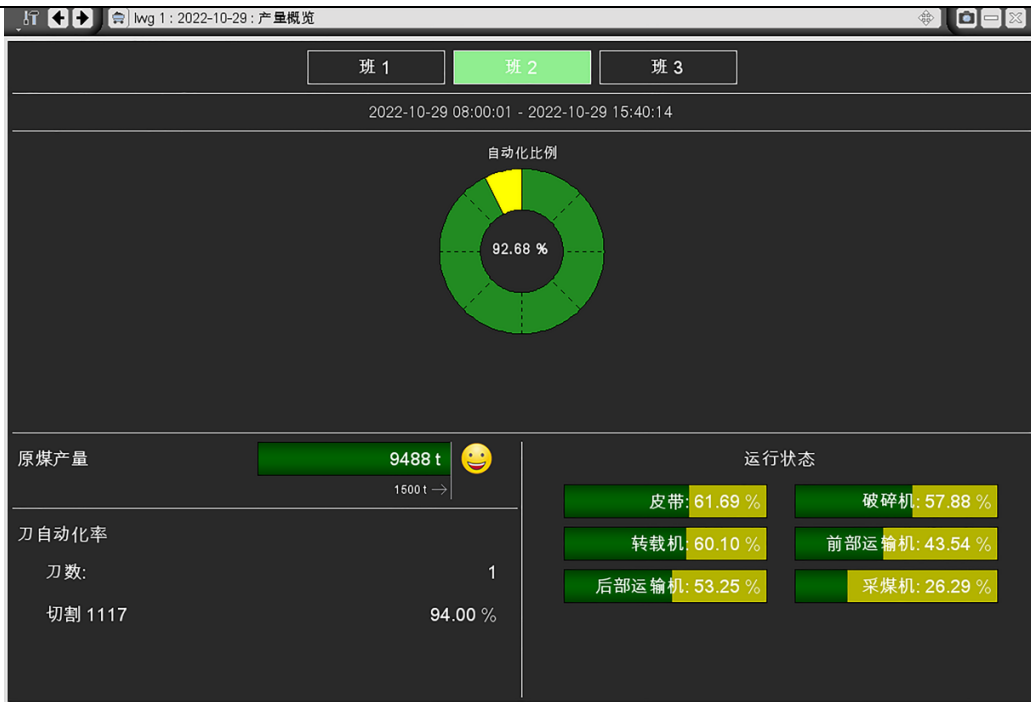 lwg 1 : 2022-10-29 : 产量概览
班 1 班 2 班 3
2022-10-29 08:00:01 - 2022-10-29 15:40:14
自动化比例
92.68 %
原煤产量 9488 t
1500 t →
刀自动化率
刀数: 1
切割 1117 94.00 %
运行状态
皮带: 61.69 % 破碎机: 57.88 %
转载机: 60.10 % 前部运输机: 43.54 %
后部运输机: 53.25 % 采煤机: 26.29 %